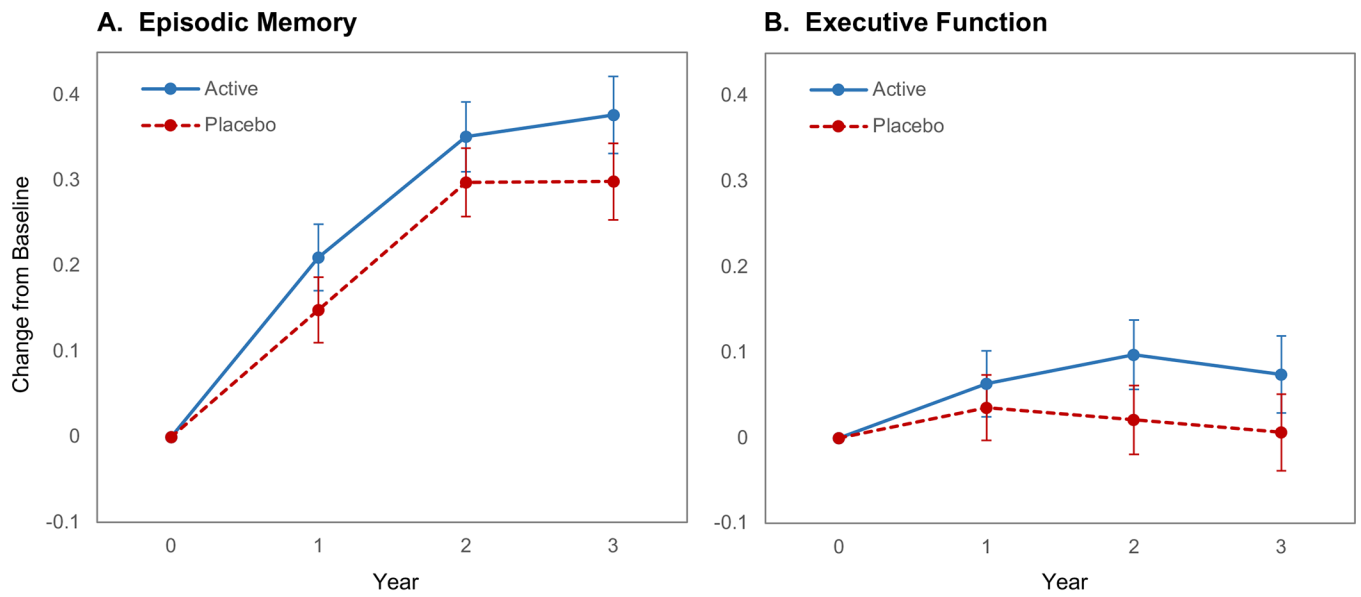 A. Episodic Memory
Active
Placebo
0.4
0.3
0.2
0.1
0
-0.1
Change from Baseline
0 1 2 3
Year
B. Executive Function
Active
Placebo
0.4
0.3
0.2
0.1
0
-0.1
0 1 2 3
Year